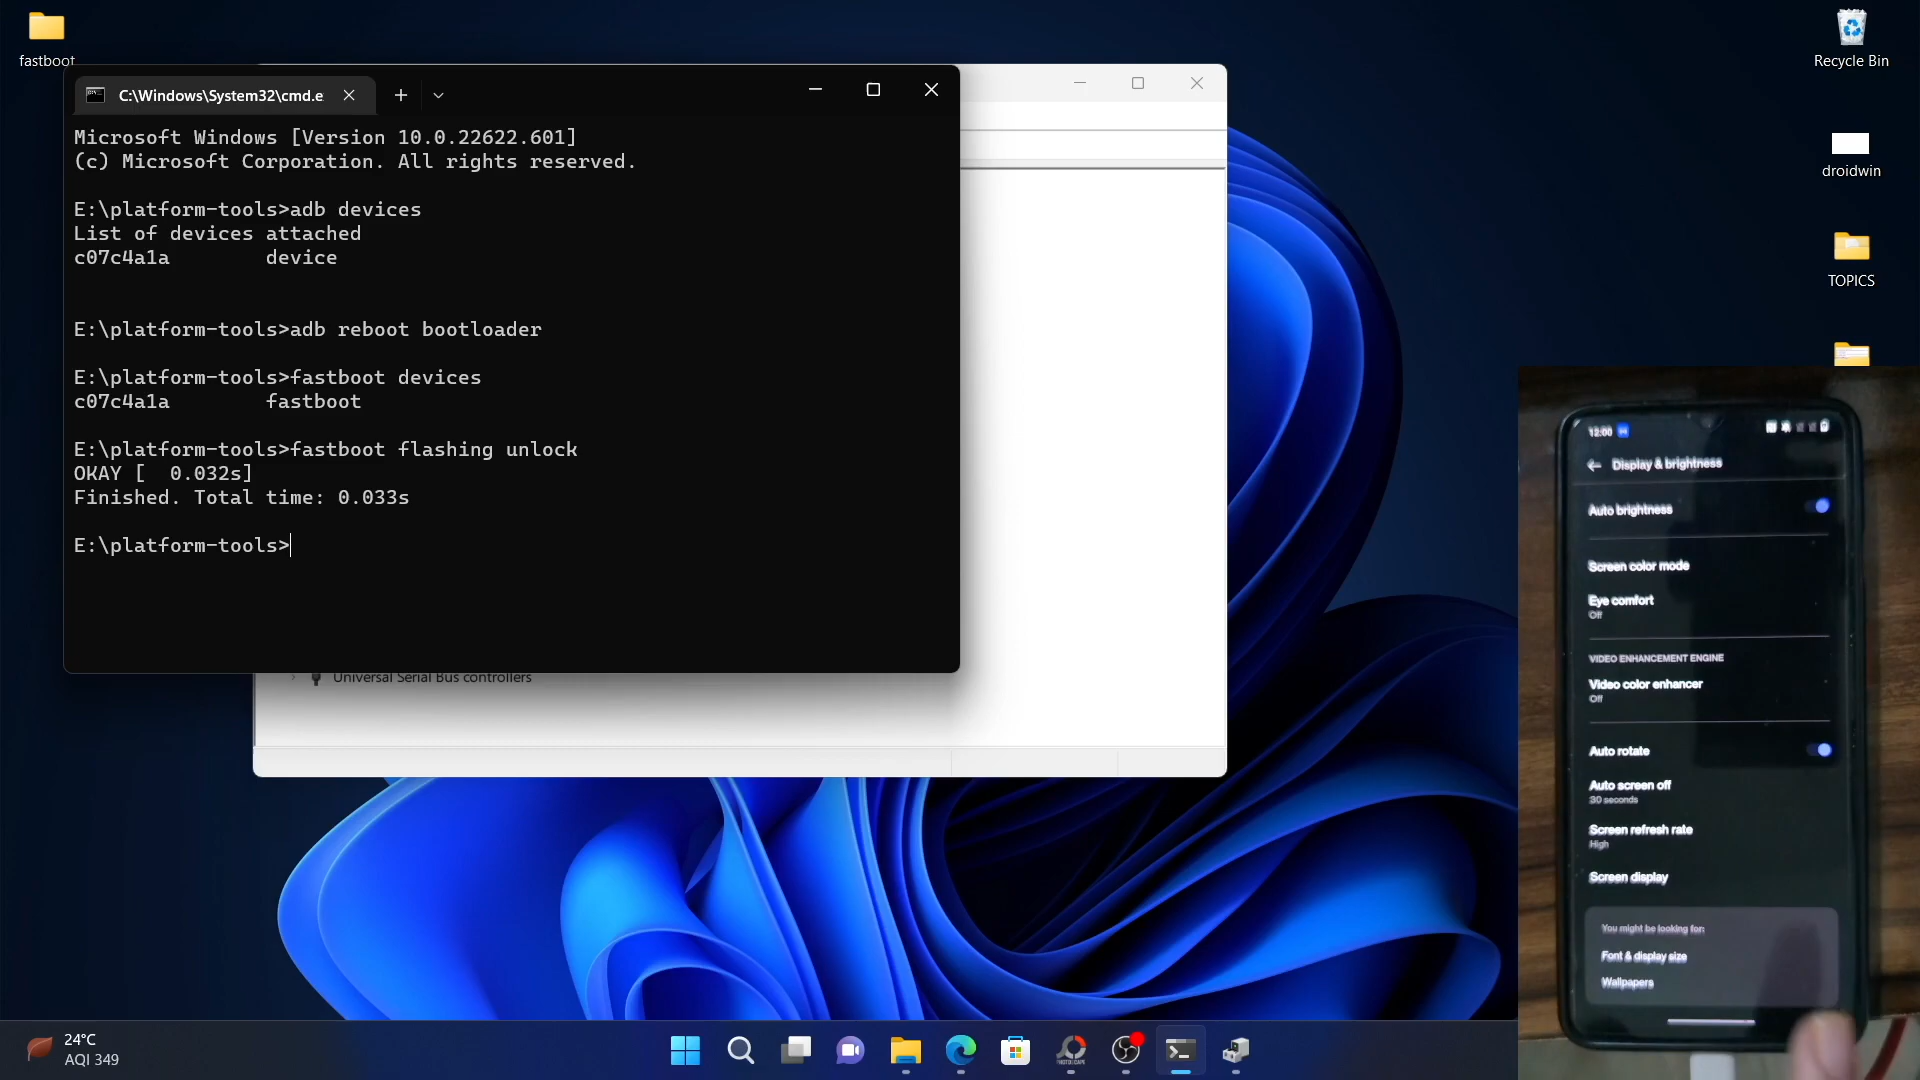 fastboot
Recycle Bin
droidwin
TOPICS
C:\Windows\System32\cmd.e
Microsoft Windows [Version 10.0.22622.601]
(c) Microsoft Corporation. All rights reserved.
E:\platform-tools>adb devices
List of devices attached
c07c4a1a        device
E:\platform-tools>adb reboot bootloader
E:\platform-tools>fastboot devices
c07c4a1a        fastboot
E:\platform-tools>fastboot flashing unlock
OKAY [  0.032s]
Finished. Total time: 0.033s
E:\platform-tools>
Universal Serial Bus controllers
12:00
Display & brightness
Auto brightness
Screen color mode
Eye comfort
Off
VIDEO ENHANCEMENT ENGINE
Video color enhancer
Off
Auto rotate
Auto screen off
30 seconds
Screen refresh rate
High
Screen display
You might be looking for:
Font & display size
Wallpapers
24°C
AQI 349